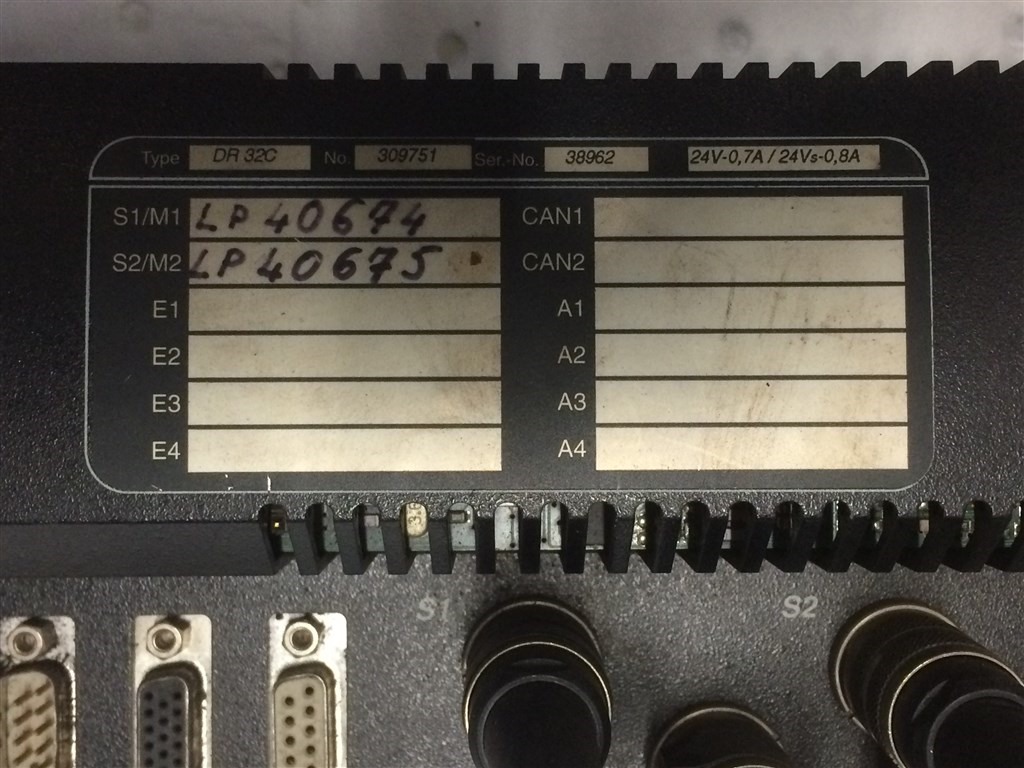 Type DR 32C No. 309751 Ser.-No. 38962 24V-0,7A / 24Vs-0,8A
S1/M1 LP 40674 CAN1
S2/M2 LP 40675 CAN2
E1 A1
E2 A2
E3 A3
E4 A4
S1 S2